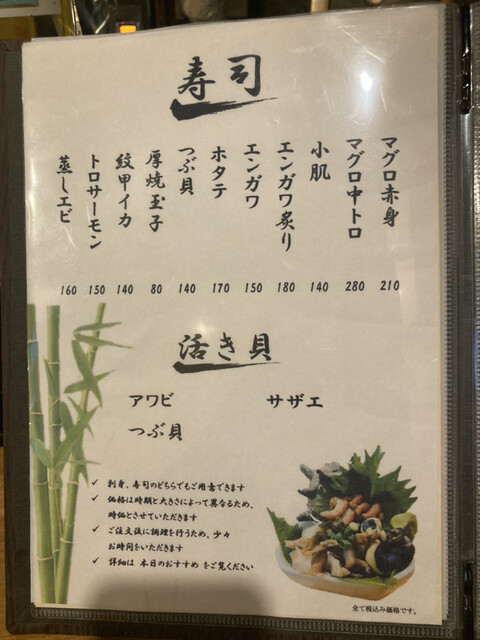 寿司
マグロ赤身 210
マグロ中トロ 280
小肌 140
エンガワ炙り 180
エンガワ 150
ホタテ 170
つぶ貝 140
厚焼玉子 80
紋甲イカ 140
トロサーモン 150
蒸しエビ 160
活き貝
アワビ
サザエ
つぶ貝
✓ 刺身、寿司のどちらでもご用意できます
✓ 価格は時期と大きさによって異なるため、
時価とさせていただきます
✓ ご注文後に調理を行うため、少々
お時間をいただきます
✓ 詳細は 本日のおすすめ をご覧ください
全て税込み価格です。